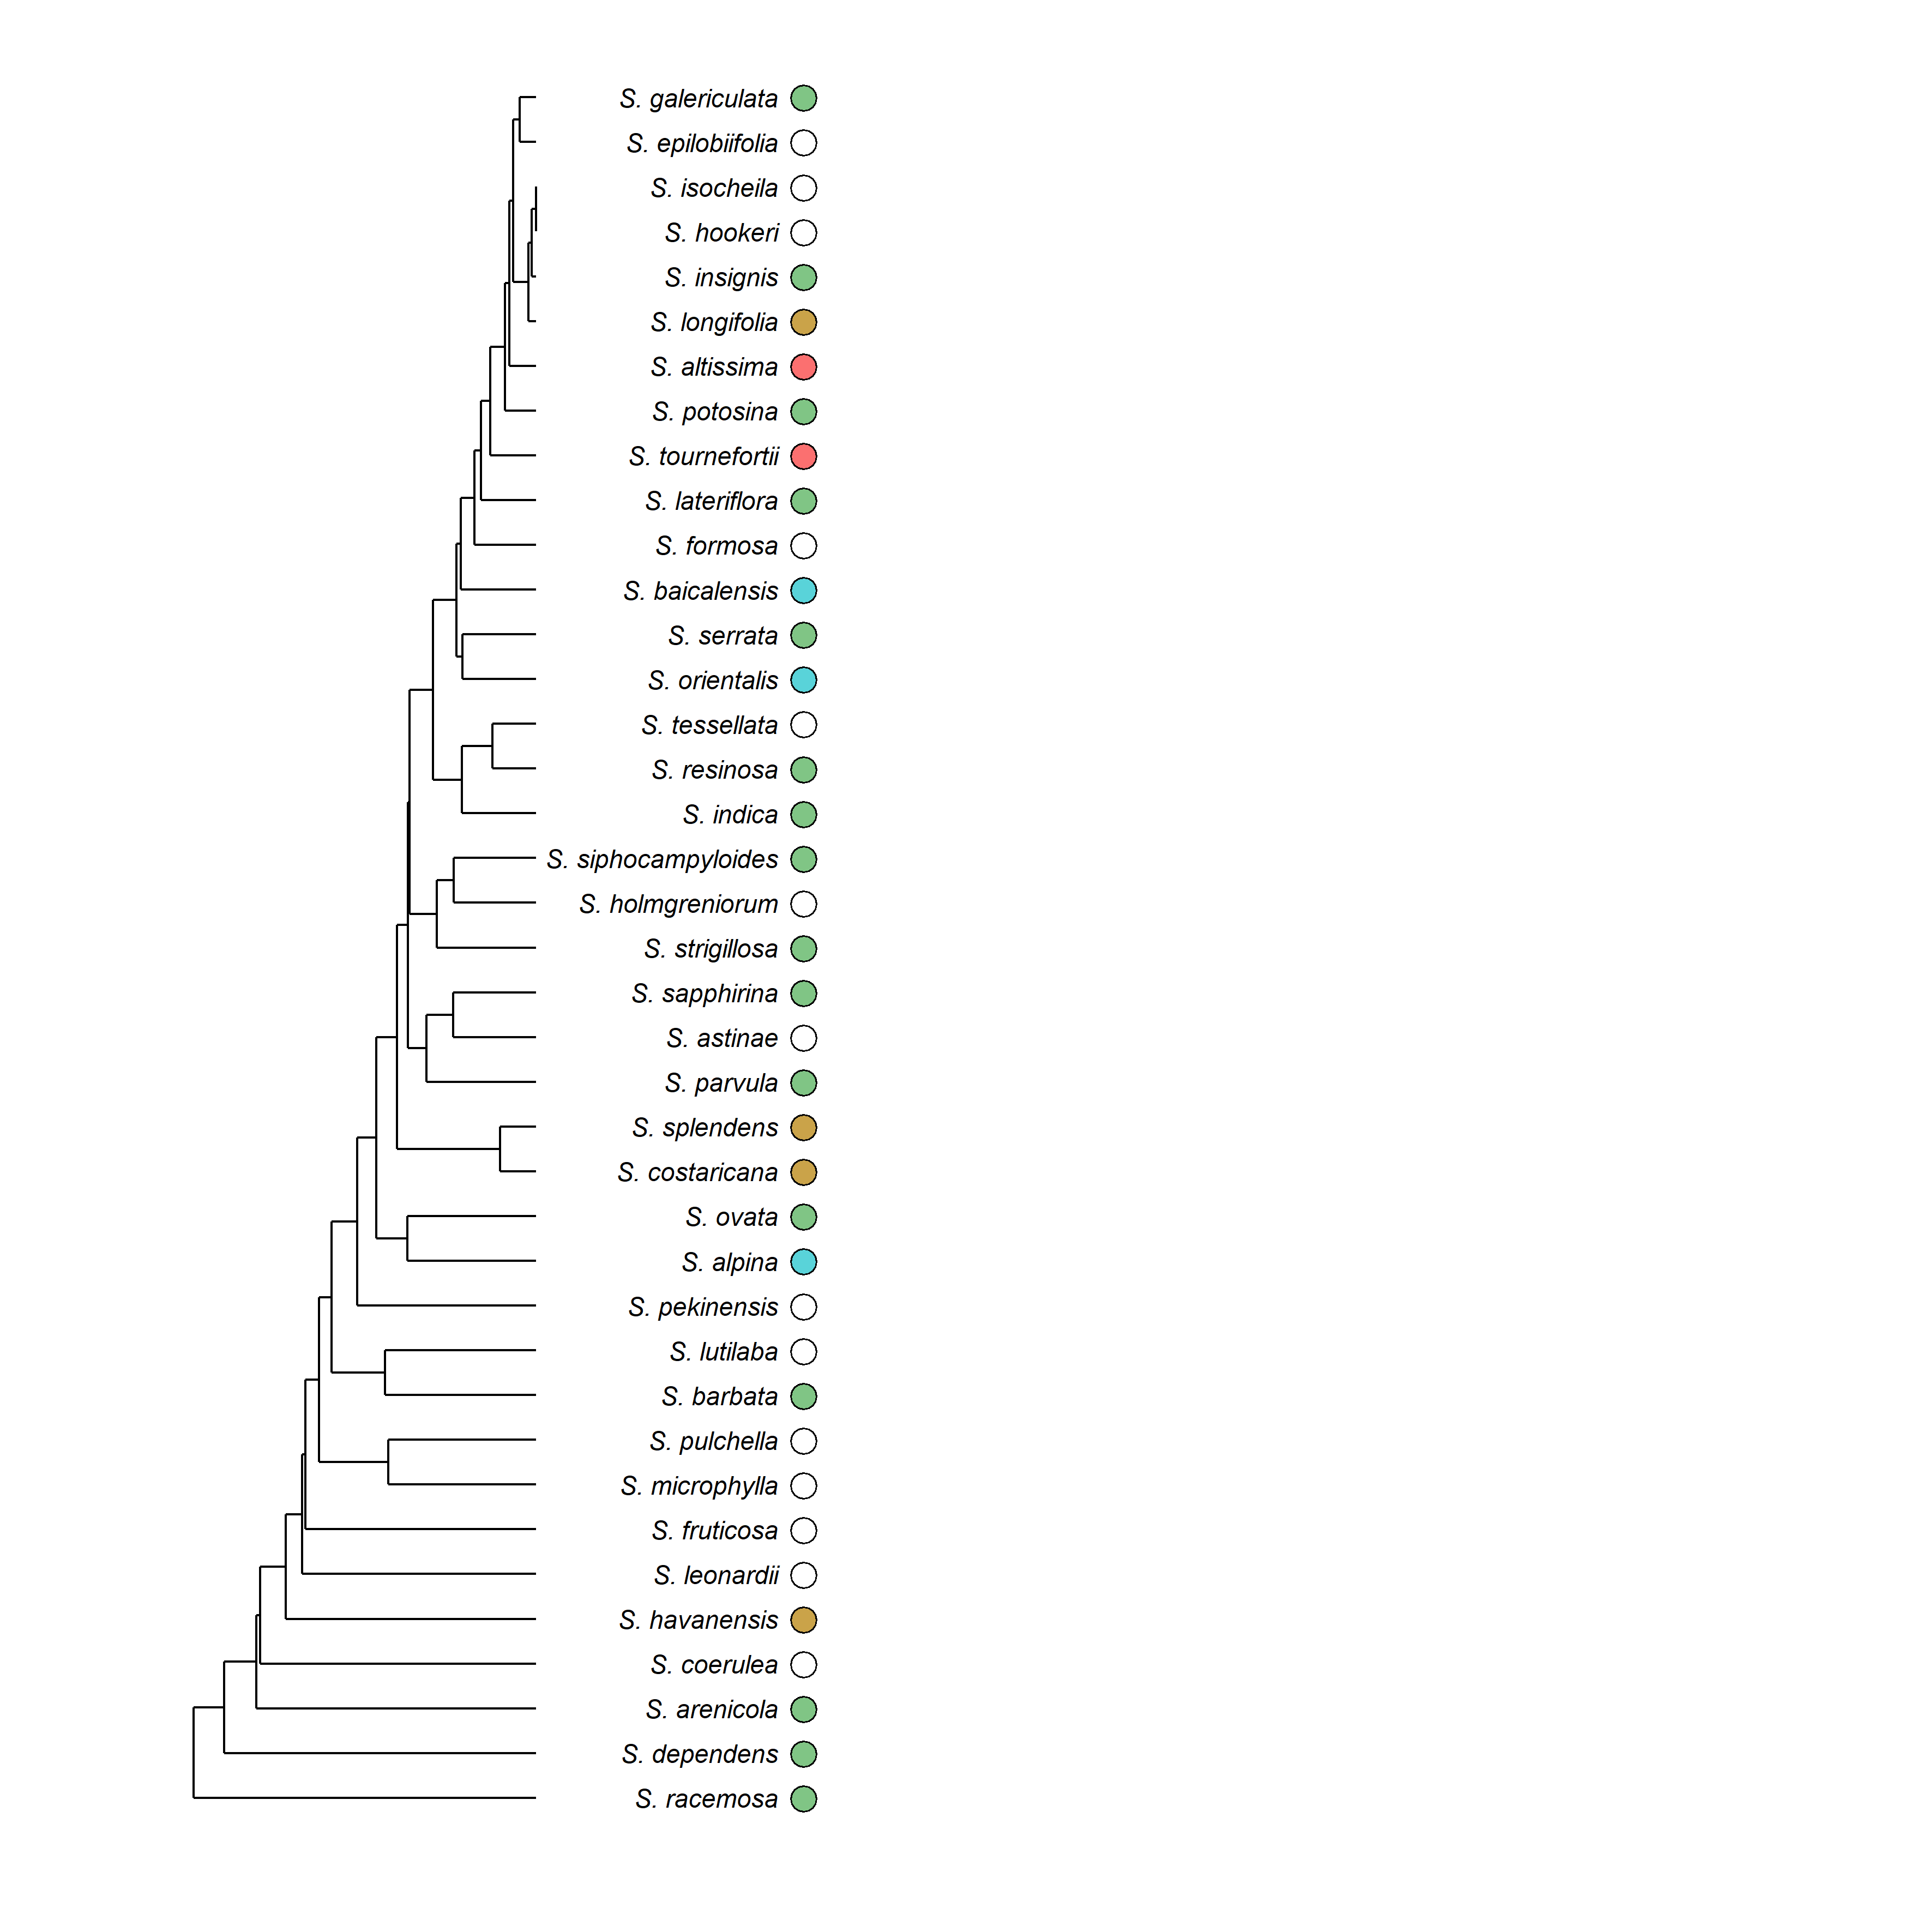 S. galericulata
S. epilobiifolia
S. isocheila
S. hookeri
S. insignis
S. longifolia
S. altissima
S. potosina
S. tournefortii
S. lateriflora
S. formosa
S. baicalensis
S. serrata
S. orientalis
S. tessellata
S. resinosa
S. indica
S. siphocampyloides
S. holmgreniorum
S. strigillosa
S. sapphirina
S. astinae
S. parvula
S. splendens
S. costaricana
S. ovata
S. alpina
S. pekinensis
S. lutilaba
S. barbata
S. pulchella
S. microphylla
S. fruticosa
S. leonardii
S. havanensis
S. coerulea
S. arenicola
S. dependens
S. racemosa